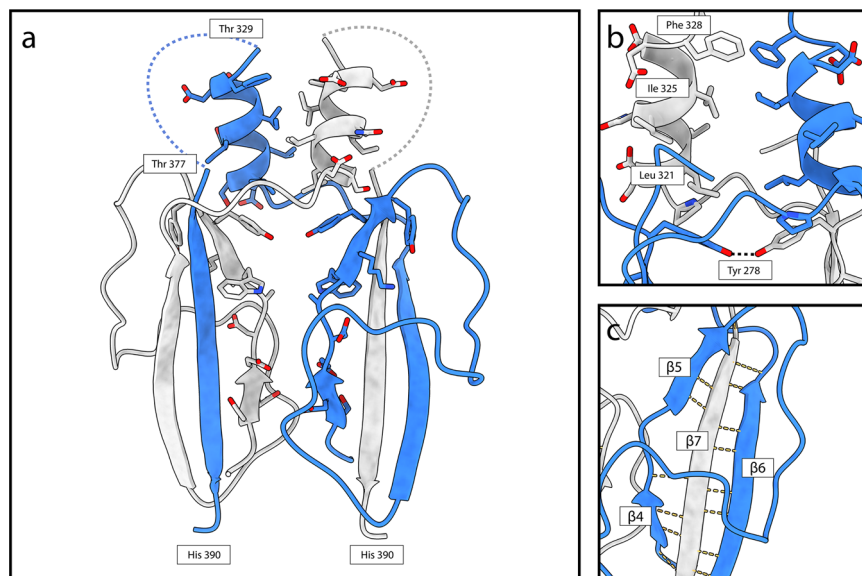 a
Thr 329
Thr 377
His 390
His 390
b
Phe 328
Ile 325
Leu 321
Tyr 278
c
β5
β7
β6
β4